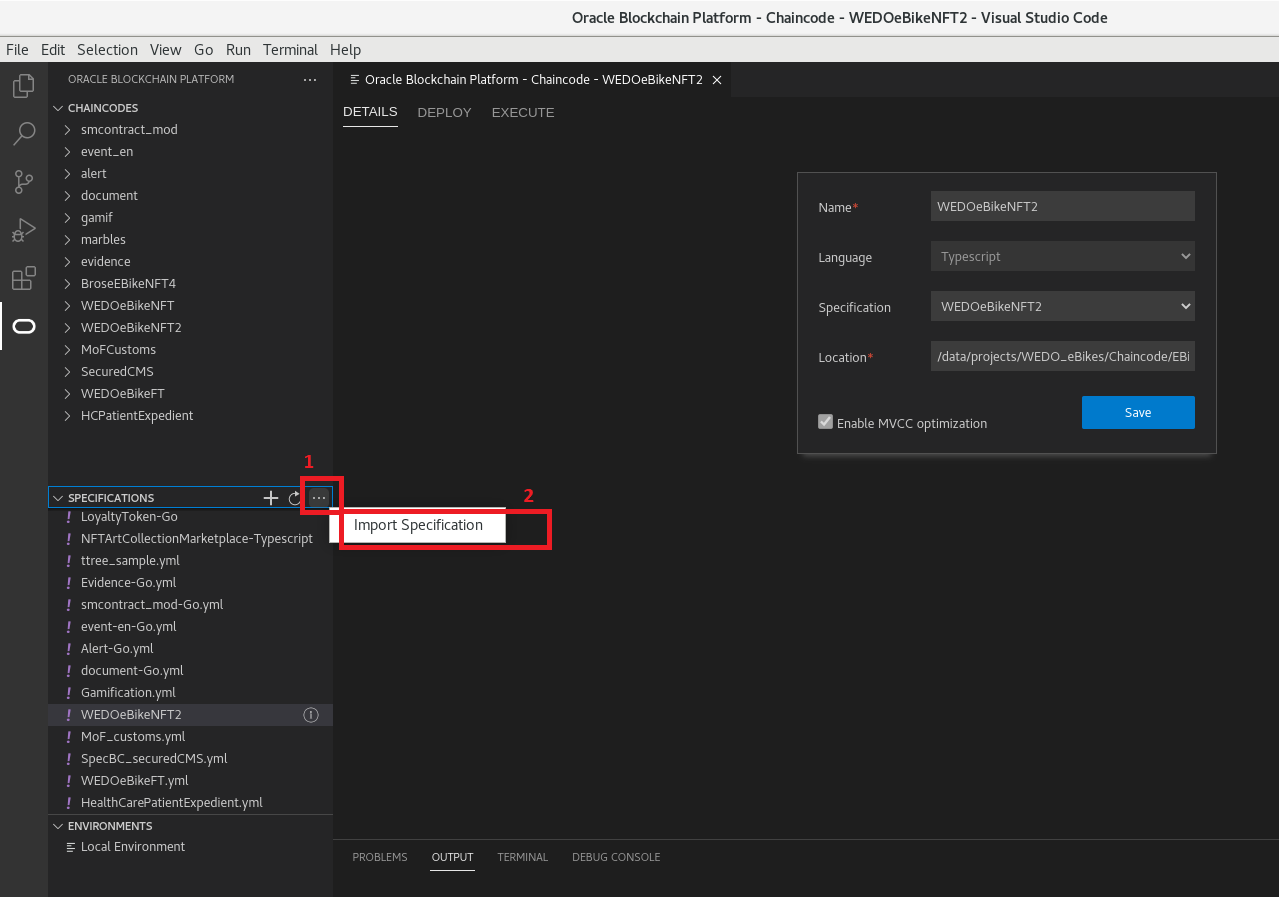 Oracle Blockchain Platform - Chaincode - WEDOeBikeNFT2 - Visual Studio Code
File Edit Selection View Go Run Terminal Help
ORACLE BLOCKCHAIN PLATFORM
CHAINCODES
smcontract_mod
event_en
alert
document
gamif
marbles
evidence
BroseEBikeNFT4
WEDOeBikeNFT
WEDOeBikeNFT2
MoFCustoms
SecuredCMS
WEDOeBikeFT
HCPatientExpedient
1
SPECIFICATIONS
2
Import Specification
LoyaltyToken-Go
NFTArtCollectionMarketplace-Typescript
ttree_sample.yml
Evidence-Go.yml
smcontract_mod-Go.yml
event-en-Go.yml
Alert-Go.yml
document-Go.yml
Gamification.yml
WEDOeBikeNFT2
MoF_customs.yml
SpecBC_securedCMS.yml
WEDOeBikeFT.yml
HealthCarePatientExpedient.yml
ENVIRONMENTS
Local Environment
Oracle Blockchain Platform - Chaincode - WEDOeBikeNFT2
DETAILS DEPLOY EXECUTE
Name* WEDOeBikeNFT2
Language Typescript
Specification WEDOeBikeNFT2
Location* /data/projects/WEDO_eBikes/Chaincode/EBi
Enable MVCC optimization Save
PROBLEMS OUTPUT TERMINAL DEBUG CONSOLE